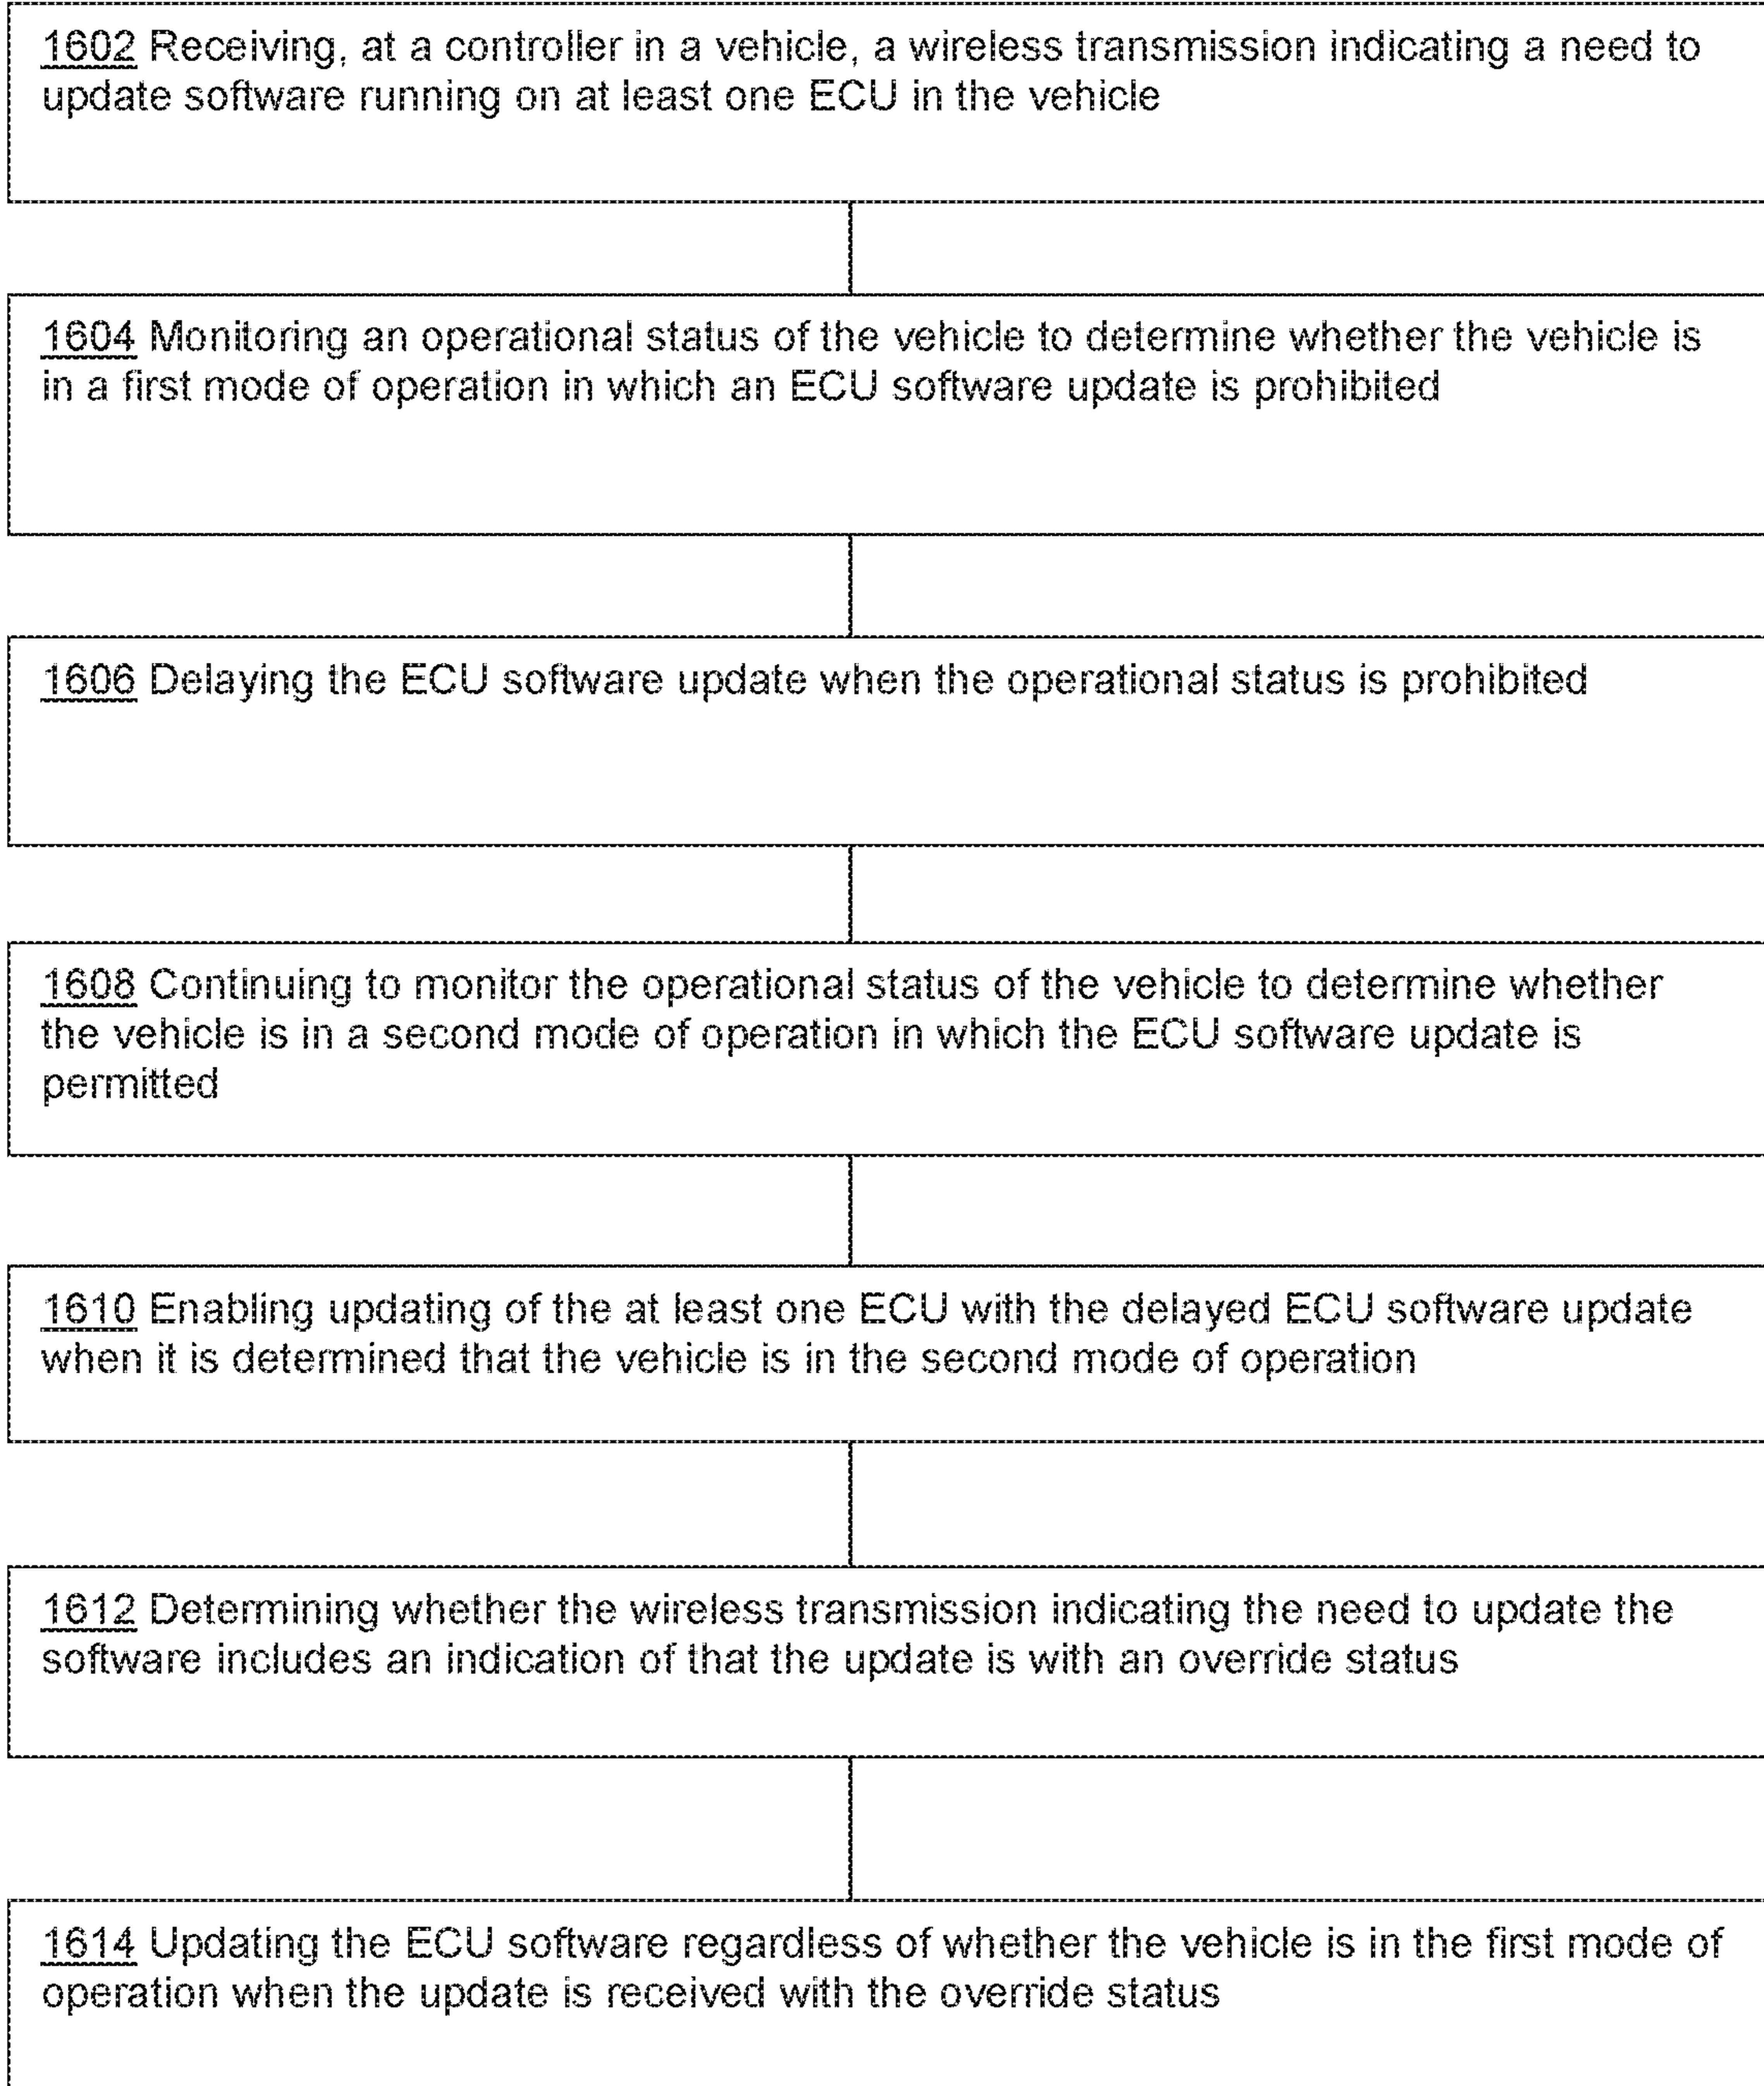 1602 Receiving, at a controller in a vehicle, a wireless transmission indicating a need to
update software running on at least one ECU in the vehicle
1604 Monitoring an operational status of the vehicle to determine whether the vehicle is
in a first mode of operation in which an ECU software update is prohibited
1606 Delaying the ECU software update when the operational status is prohibited
1608 Continuing to monitor the operational status of the vehicle to determine whether
the vehicle is in a second mode of operation in which the ECU software update is
permitted
1610 Enabling updating of the at least one ECU with the delayed ECU software update
when it is determined that the vehicle is in the second mode of operation
1612 Determining whether the wireless transmission indicating the need to update the
software includes an indication of that the update is with an override status
1614 Updating the ECU software regardless of whether the vehicle is in the first mode of
operation when the update is received with the override status